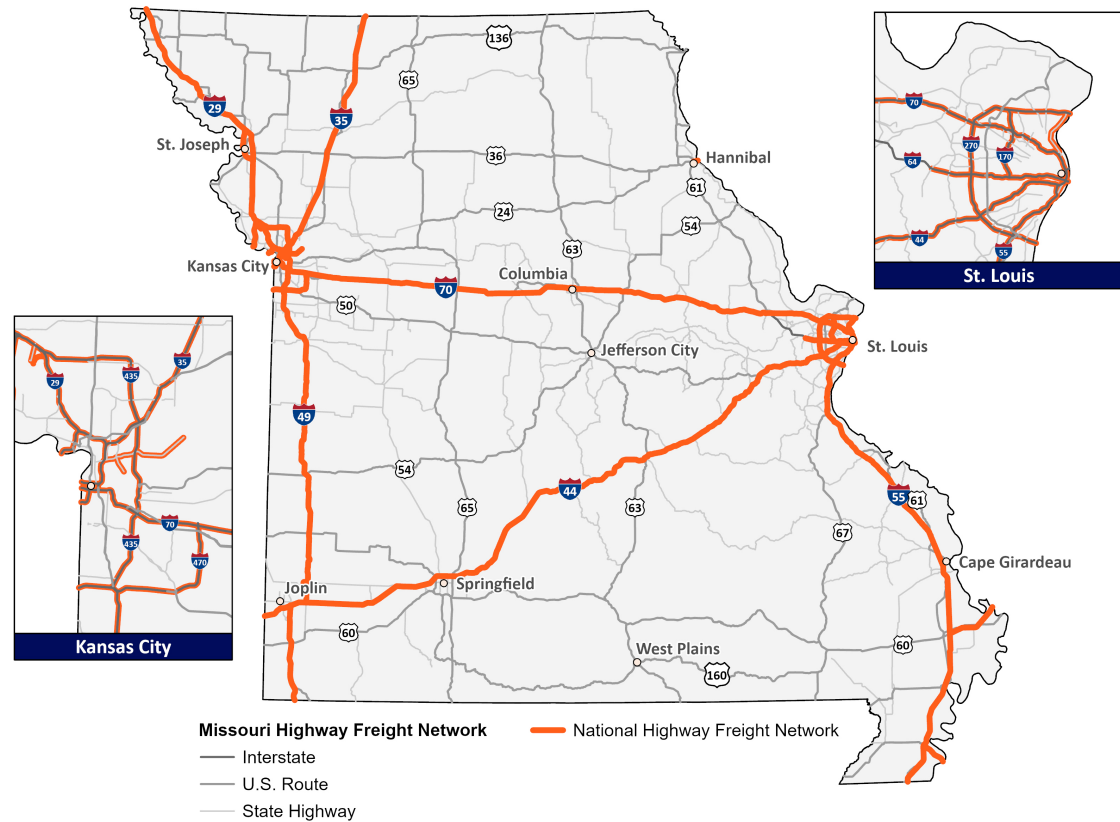 136
65
29
35
70
St. Joseph
36
Hannibal
270
170
64
61
24
54
63
44
55
Kansas City
Columbia
St. Louis
70
50
35
Jefferson City
St. Louis
435
29
49
54
44
55
61
65
63
70
67
435
470
Cape Girardeau
Joplin
Springfield
60
60
Kansas City
West Plains
160
Missouri Highway Freight Network
National Highway Freight Network
Interstate
U.S. Route
State Highway